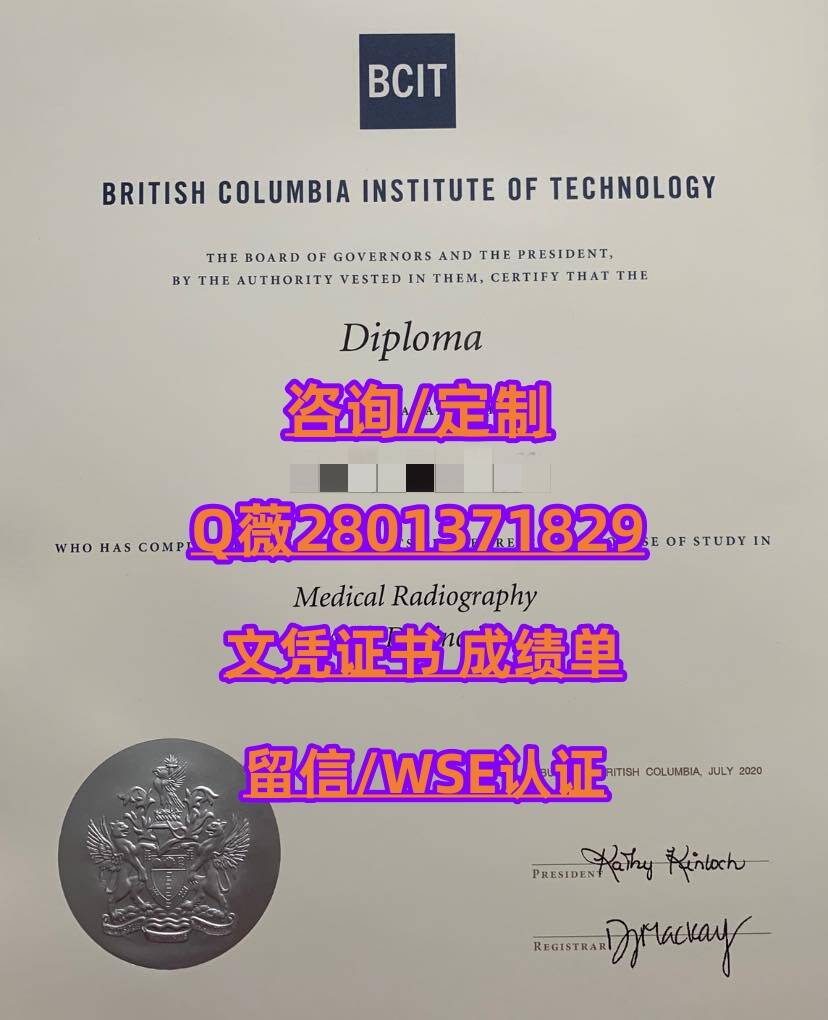 BCIT
BRITISH COLUMBIA INSTITUTE OF TECHNOLOGY
THE BOARD OF GOVERNORS AND THE PRESIDENT,
BY THE AUTHORITY VESTED IN THEM, CERTIFY THAT THE
Diploma
咨询/定制
Q薇2801371829
WHO HAS OF STUDY IN
Medical Radiography
文凭证书 成绩单
留信/WSE认证
COLUMBIA, JULY 2020
Kathy Kinloch
PRESIDENT
DJMackay
REGISTRAR